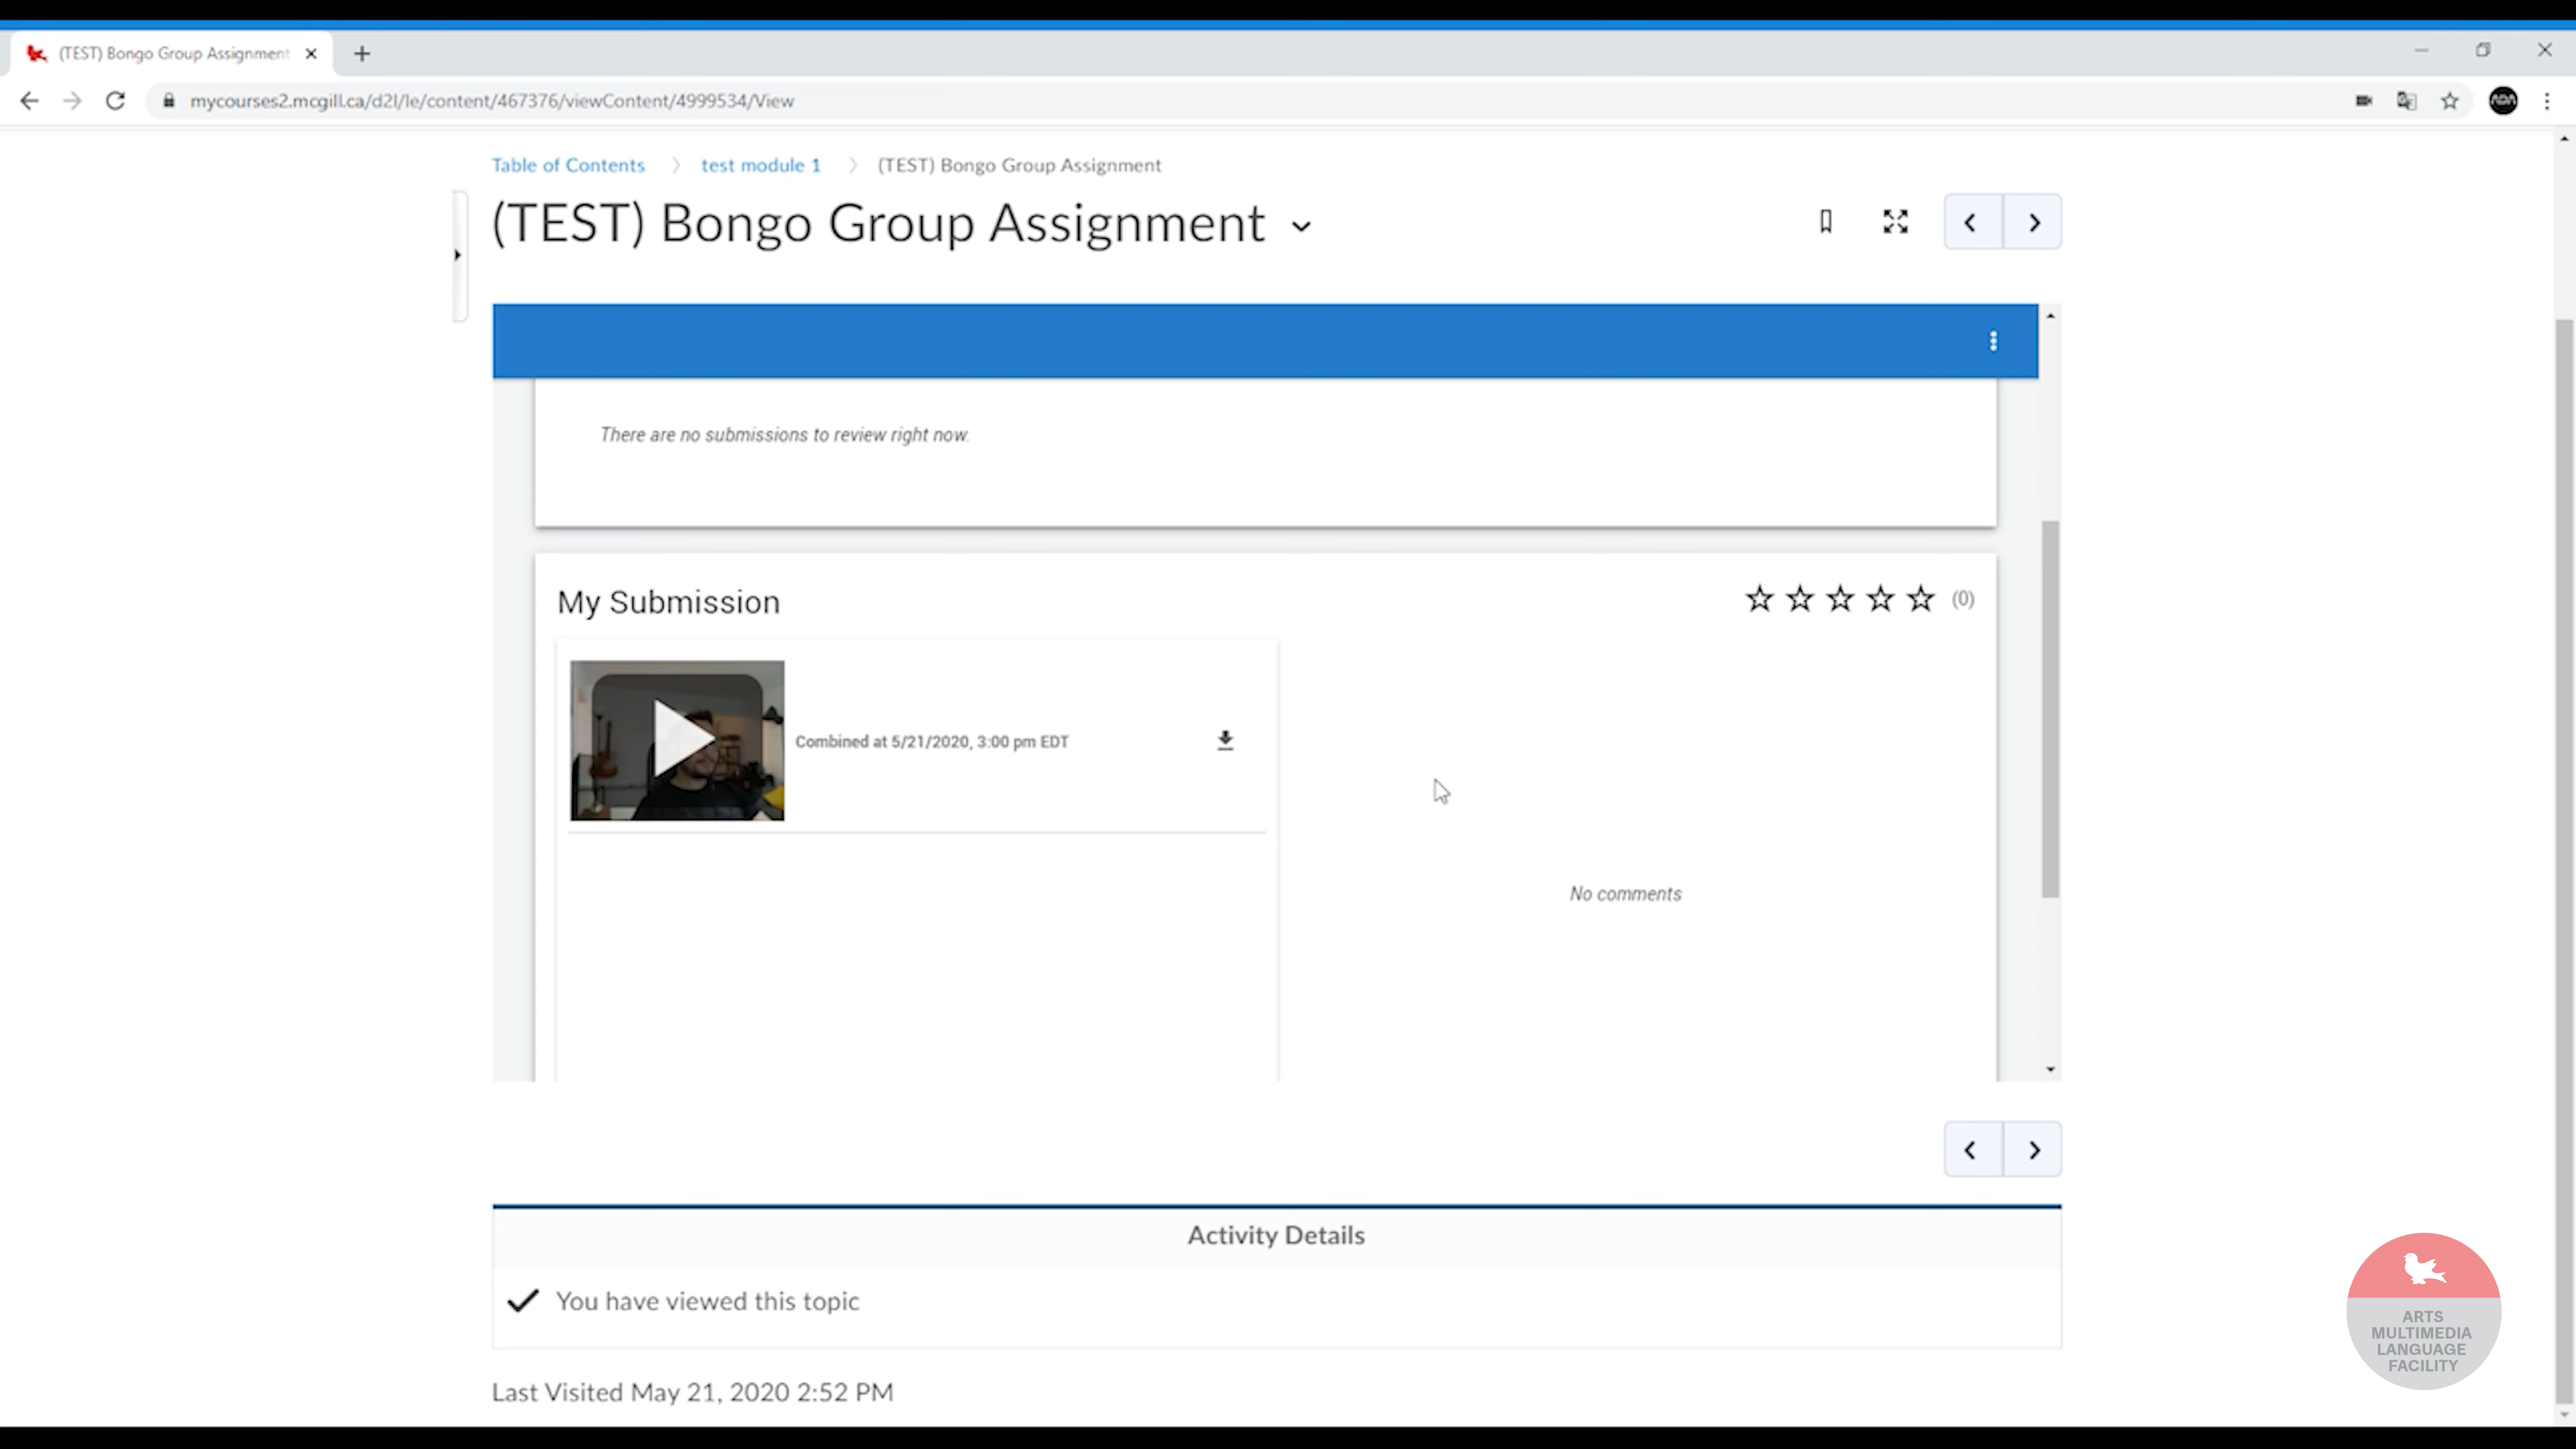 (TEST) Bongo Group Assignment
mycourses2.mcgill.ca/d2l/le/content/467376/viewContent/4999534/View
Table of Contents test module 1 (TEST) Bongo Group Assignment
(TEST) Bongo Group Assignment
There are no submissions to review right now.
My Submission
(0)
Combined at 5/21/2020, 3:00 pm EDT
No comments
Activity Details
You have viewed this topic
Last Visited May 21, 2020 2:52 PM
ARTS
MULTIMEDIA
LANGUAGE
FACILITY